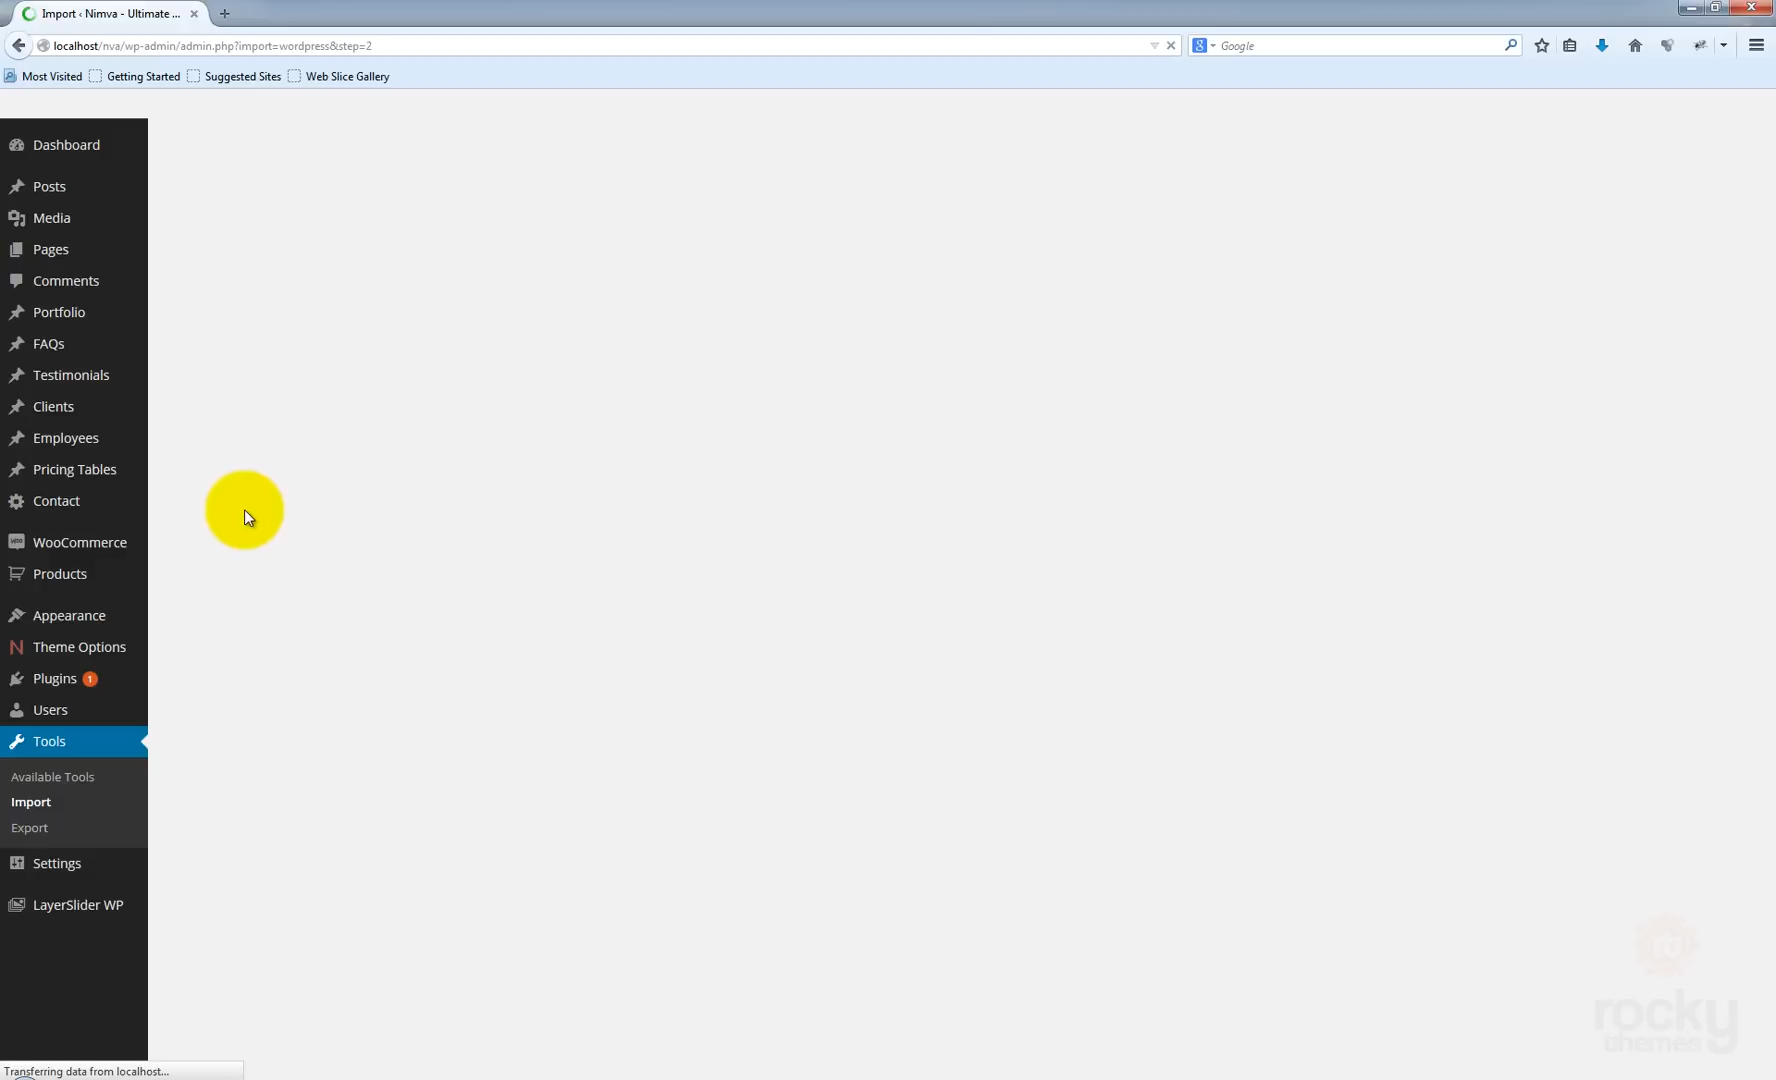 Import ‹ Nimva - Ultimate ...
localhost/nva/wp-admin/admin.php?import=wordpress&step=2
Google
Most Visited
Getting Started
Suggested Sites
Web Slice Gallery
Dashboard
Posts
Media
Pages
Comments
Portfolio
FAQs
Testimonials
Clients
Employees
Pricing Tables
Contact
WooCommerce
Products
Appearance
Theme Options
Plugins 1
Users
Tools
Available Tools
Import
Export
Settings
LayerSlider WP
rocky
themes
Transferring data from localhost...